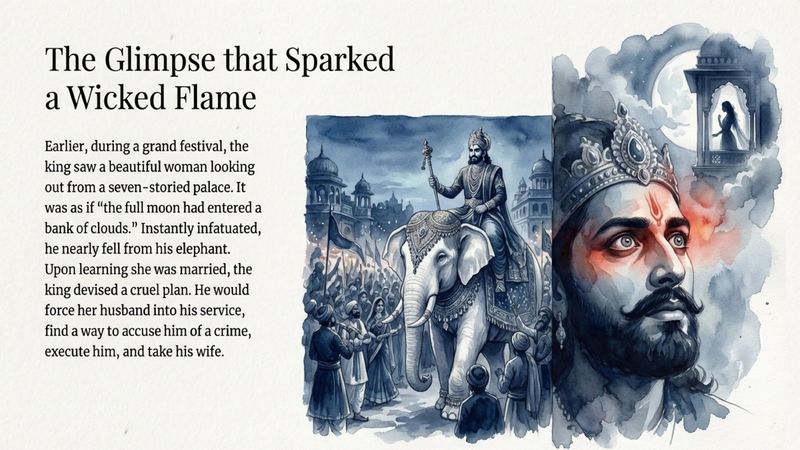 The Glimpse that Sparked
a Wicked Flame
Earlier, during a grand festival, the
king saw a beautiful woman looking
out from a seven-storied palace. It
was as if “the full moon had entered a
bank of clouds.” Instantly infatuated,
he nearly fell from his elephant.
Upon learning she was married, the
king devised a cruel plan. He would
force her husband into his service,
find a way to accuse him of a crime,
execute him, and take his wife.